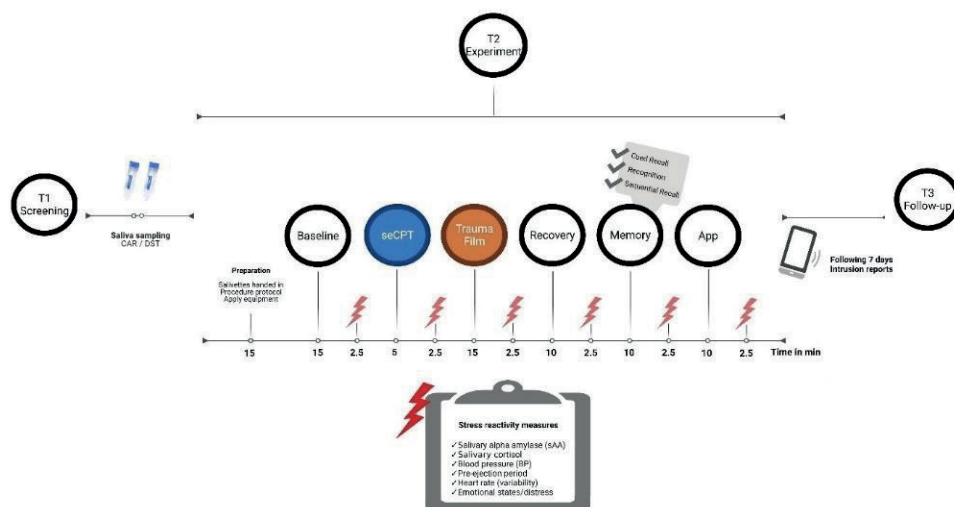 T2
Experiment
Cued Recall
Recognition
Sequential Recall
T1
Screening
T3
Follow-up
Saliva sampling
CAR / DST
Baseline
seCPT
Trauma
Film
Recovery
Memory
App
Following 7 days
Intrusion reports
Preparation
Salivettes handed in
Procedure protocol
Apply equipment
15 15 2.5 5 2.5 15 2.5 10 2.5 10 2.5 10 2.5 Time in min
Stress reactivity measures
✓Salivary alpha amylase (sAA)
✓Salivary cortisol
✓Blood pressure (BP)
✓Pre-ejection period
✓Heart rate (variability)
✓Emotional states/distress